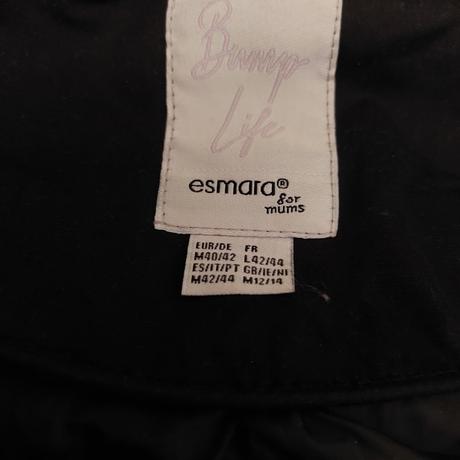 Bump
Life
esmara®
for
mums
EUR/DE FR
M40/42 L42/44
ES/IT/PT GB/IE/NI
M42/44 M12/14